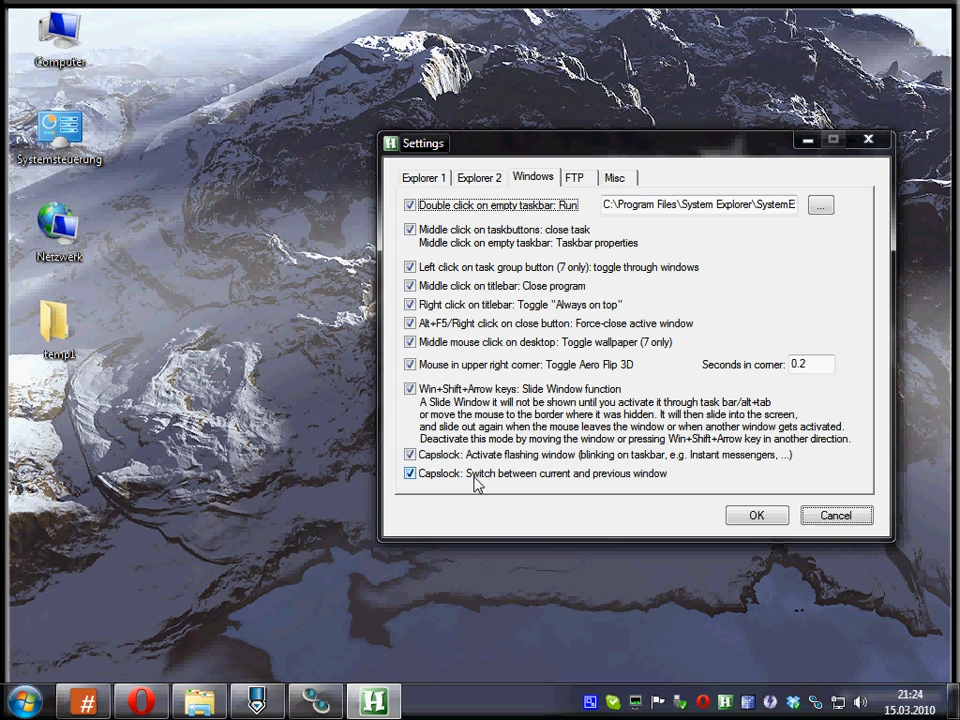 Computer
Systemsteuerung
Netzwerk
temp1
Settings
Explorer 1
Explorer 2
Windows
FTP
Misc
Double click on empty taskbar: Run
C:\Program Files\System Explorer\SystemE
...
Middle click on taskbuttons: close task
Middle click on empty taskbar: Taskbar properties
Left click on task group button (7 only): toggle through windows
Middle click on titlebar: Close program
Right click on titlebar: Toggle "Always on top"
Alt+F5/Right click on close button: Force-close active window
Middle mouse click on desktop: Toggle wallpaper (7 only)
Mouse in upper right corner: Toggle Aero Flip 3D
Seconds in corner:
0.2
Win+Shift+Arrow keys: Slide Window function
A Slide Window it will not be shown until you activate it through task bar/alt+tab
or move the mouse to the border where it was hidden. It will then slide into the screen,
and slide out again when the mouse leaves the window or when another window gets activated.
Deactivate this mode by moving the window or pressing Win+Shift+Arrow key in another direction.
Capslock: Activate flashing window (blinking on taskbar, e.g. Instant messengers, ...)
Capslock: Switch between current and previous window
OK
Cancel
21:24
15.03.2010